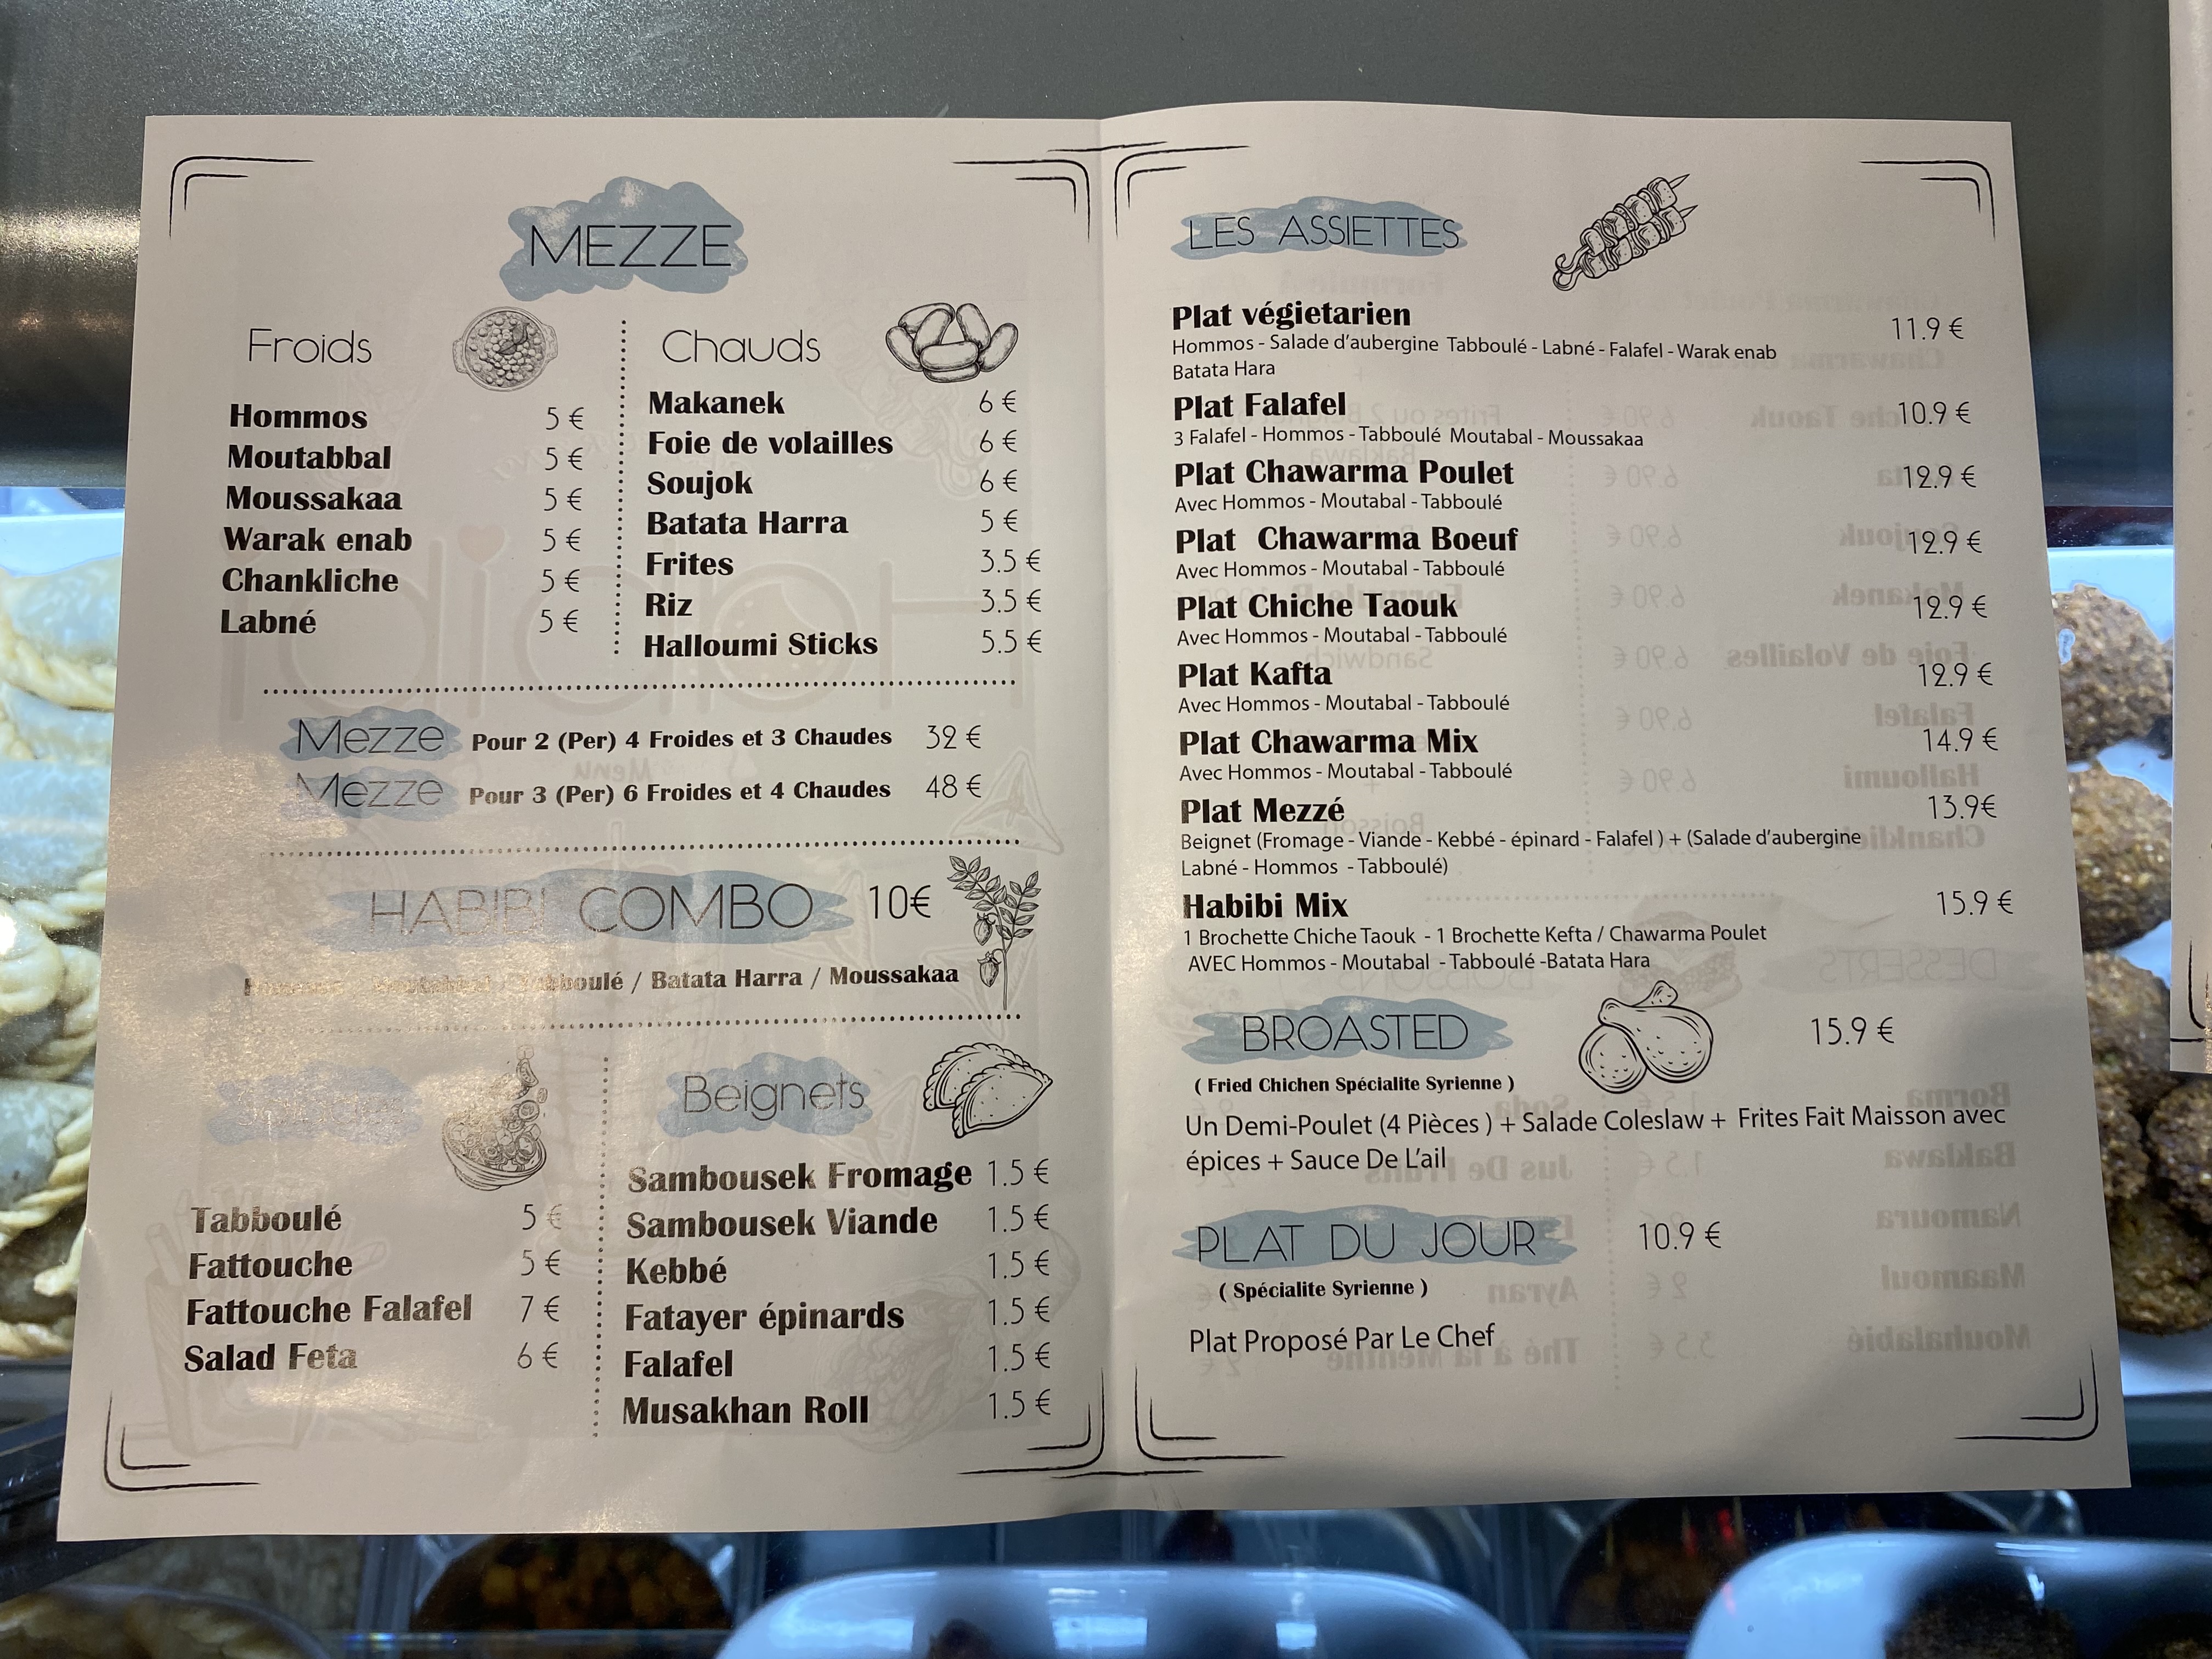 MEZZE
Froids
Hommos 5 €
Moutabbal 5 €
Moussakaa 5 €
Warak enab 5 €
Chankliche 5 €
Labné 5 €
Chauds
Makanek 6 €
Foie de volailles 6 €
Soujok 6 €
Batata Harra 5 €
Frites 3.5 €
Riz 3.5 €
Halloumi Sticks 5.5 €
Mezze Pour 2 (Per) 4 Froides et 3 Chaudes 32 €
Mezze Pour 3 (Per) 6 Froides et 4 Chaudes 48 €
HABIBI COMBO 10€
/ Batata Harra / Moussakaa
Tabboulé 5 €
Fattouche 5 €
Fattouche Falafel 7 €
Salad Feta 6 €
Beignets
Sambousek Fromage 1.5 €
Sambousek Viande 1.5 €
Kebbé 1.5 €
Fatayer épinards 1.5 €
Falafel 1.5 €
Musakhan Roll 1.5 €
LES ASSIETTES
Plat végietarien 11.9 €
Hommos - Salade d'aubergine Tabboulé - Labné - Falafel - Warak enab
Batata Hara
Plat Falafel 10.9 €
3 Falafel - Hommos - Tabboulé Moutabal - Moussakaa
Plat Chawarma Poulet 12.9 €
Avec Hommos - Moutabal - Tabboulé
Plat Chawarma Boeuf 12.9 €
Avec Hommos - Moutabal - Tabboulé
Plat Chiche Taouk 12.9 €
Avec Hommos - Moutabal - Tabboulé
Plat Kafta 12.9 €
Avec Hommos - Moutabal - Tabboulé
Plat Chawarma Mix 14.9 €
Avec Hommos - Moutabal - Tabboulé
Plat Mezzé 13.9€
Beignet (Fromage - Viande - Kebbé - épinard - Falafel ) + (Salade d'aubergine
Labné - Hommos - Tabboulé)
Habibi Mix 15.9 €
1 Brochette Chiche Taouk - 1 Brochette Kefta / Chawarma Poulet
AVEC Hommos - Moutabal - Tabboulé -Batata Hara
BROASTED 15.9 €
( Fried Chichen Spécialite Syrienne )
Un Demi-Poulet (4 Pièces ) + Salade Coleslaw + Frites Fait Maisson avec
épices + Sauce De L'ail
PLAT DU JOUR 10.9 €
( Spécialite Syrienne )
Plat Proposé Par Le Chef